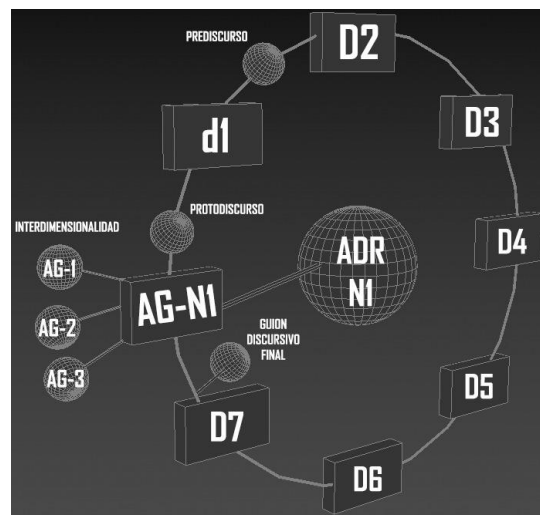 PREDISCURSO
D2
d1
D3
PROTODISCURSO
INTERDIMENSIONALIDAD
AG-1
ADR
N1
D4
AG-N1
AG-2
GUION
DISCURSIVO
FINAL
AG-3
D5
D7
D6